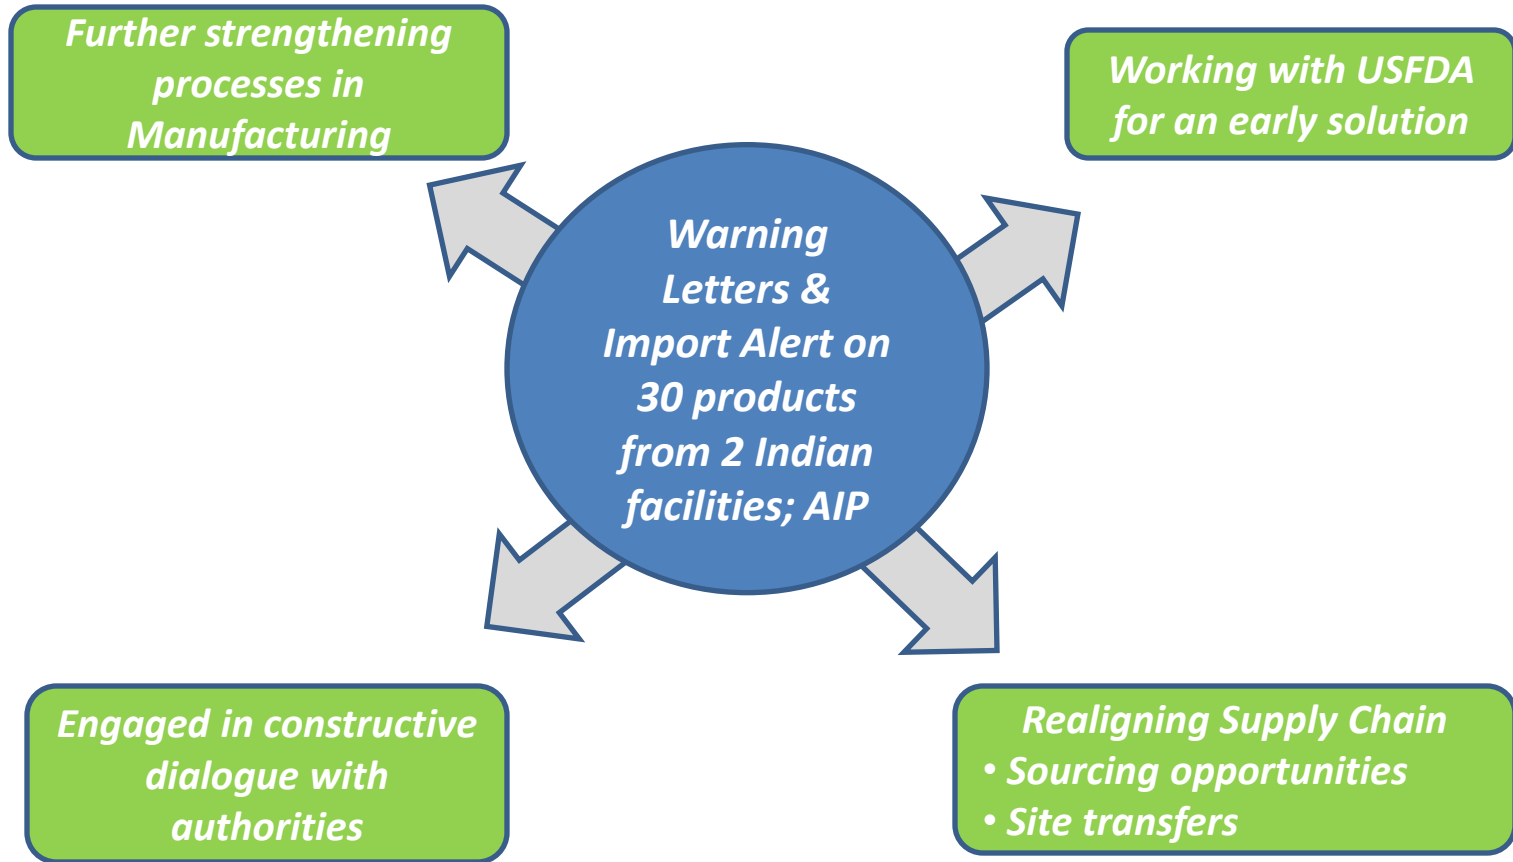 Further strengthening
processes in
Manufacturing
Working with USFDA
for an early solution
Warning
Letters &
Import Alert on
30 products
from 2 Indian
facilities; AIP
Engaged in constructive
dialogue with
authorities
Realigning Supply Chain
• Sourcing opportunities
• Site transfers